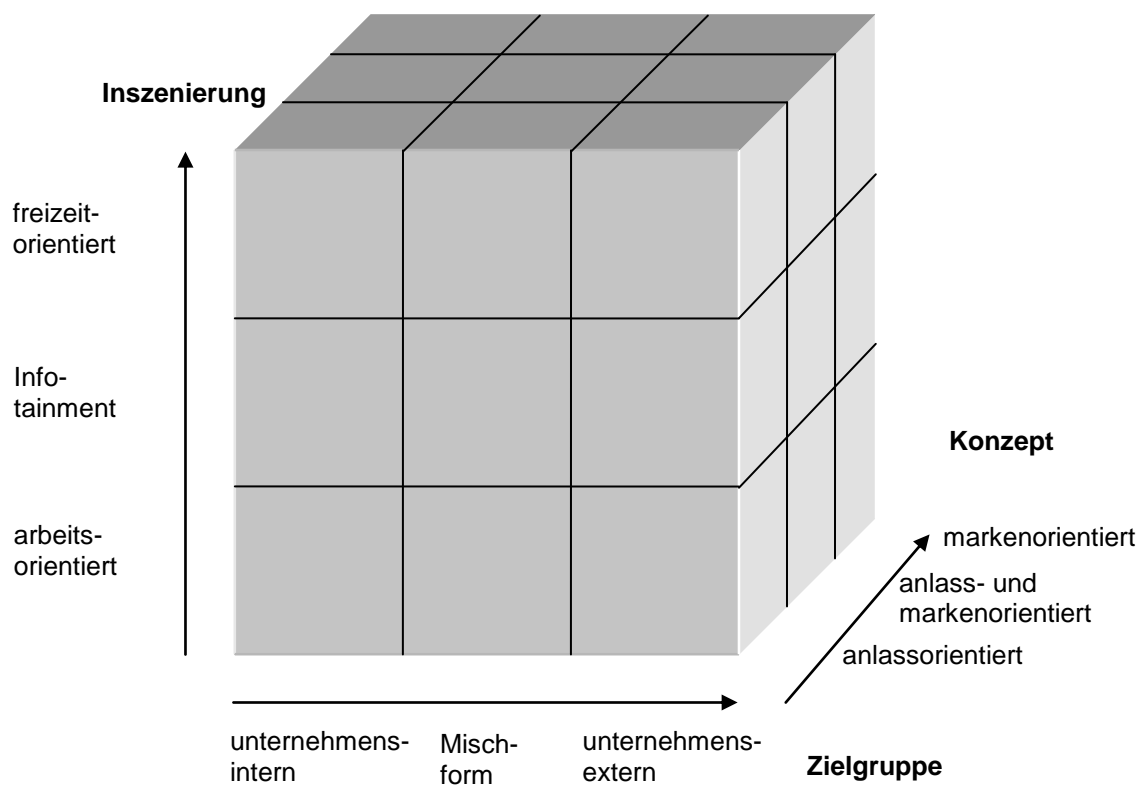 Inszenierung
freizeit-
orientiert
Info-
tainment
arbeits-
orientiert
Konzept
markenorientiert
anlass- und
markenorientiert
anlassorientiert
unternehmens-
intern
Misch-
form
unternehmens-
extern
Zielgruppe